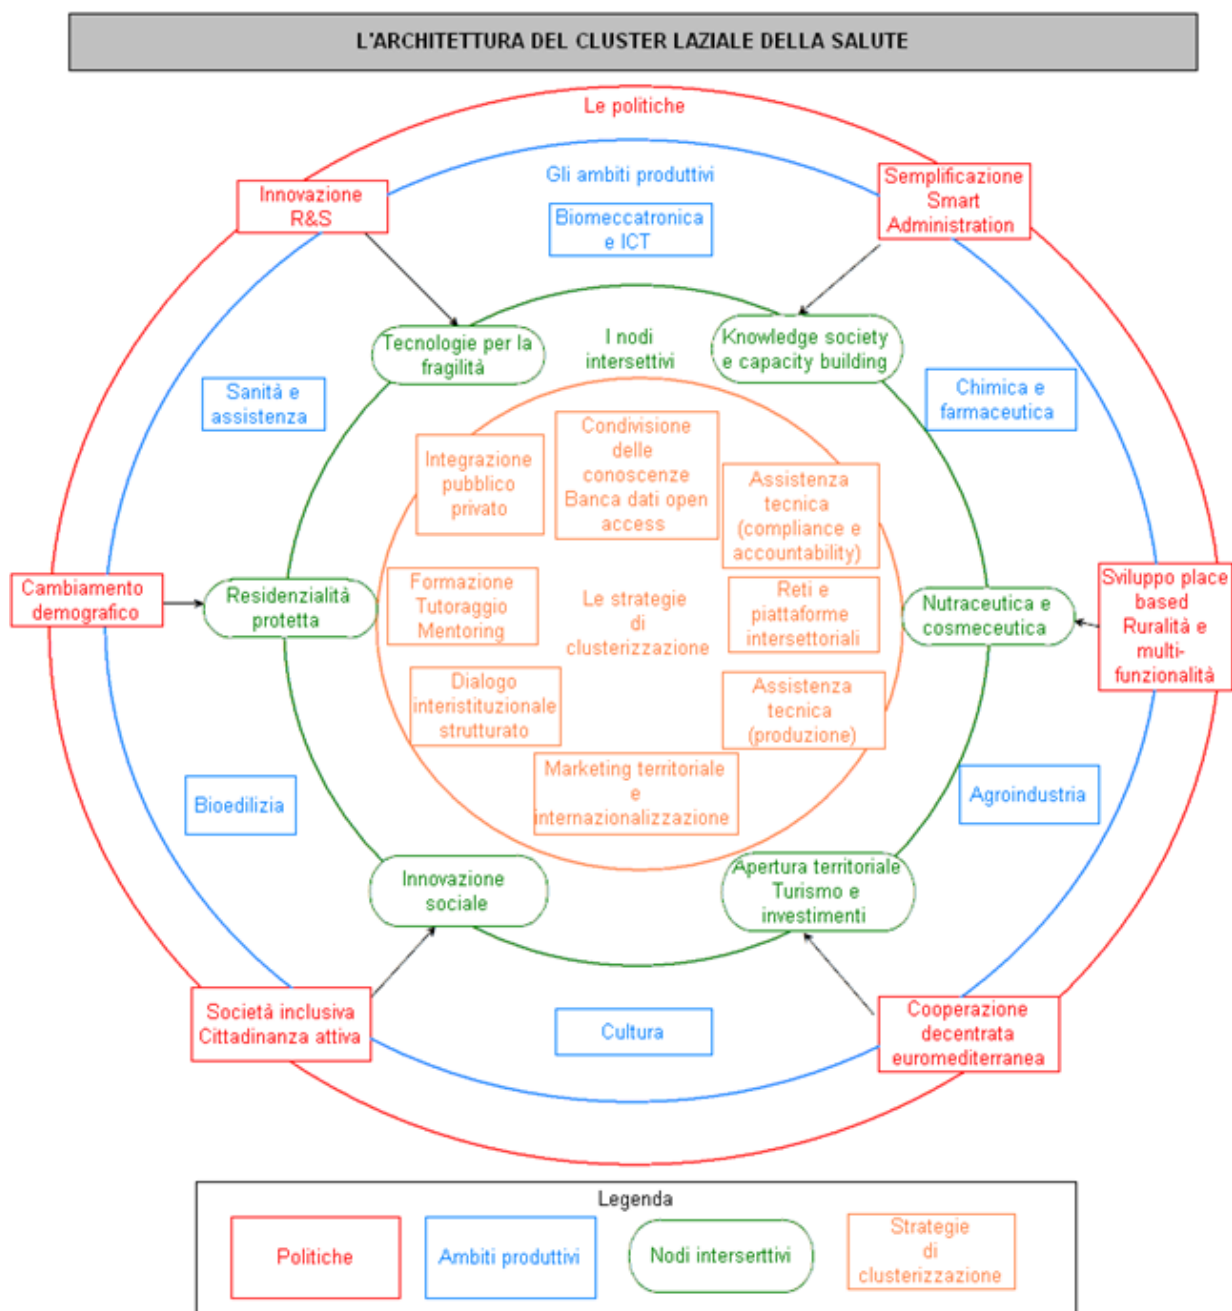 L'ARCHITETTURA DEL CLUSTER LAZIALE DELLA SALUTE
Le politiche
Innovazione
R&S
Gli ambiti produttivi
Semplificazione
Smart
Administration
Biomeccatronica
e ICT
Tecnologie per la
fragilità
I nodi
intersettivi
Knowledge society
e capacity building
Sanità e
assistenza
Chimica e
farmaceutica
Integrazione
pubblico
privato
Condivisione
delle
conoscenze
Banca dati open
access
Assistenza
tecnica
(compliance e
accountability)
Cambiamento
demografico
Residenzialità
protetta
Formazione
Tutoraggio
Mentoring
Le strategie
di
clusterizzazione
Reti e
piattaforme
intersettoriali
Nutraceutica e
cosmeceutica
Sviluppo place
based
Ruralità e
multi-
funzionalità
Dialogo
interistituzionale
strutturato
Assistenza
tecnica
(produzione)
Marketing territoriale
e
internazionalizzazione
Bioedilizia
Agroindustria
Innovazione
sociale
Apertura territoriale
Turismo e
investimenti
Società inclusiva
Cittadinanza attiva
Cultura
Cooperazione
decentrata
euromediterranea
Legenda
Politiche
Ambiti produttivi
Nodi interserttivi
Strategie
di
clusterizzazione